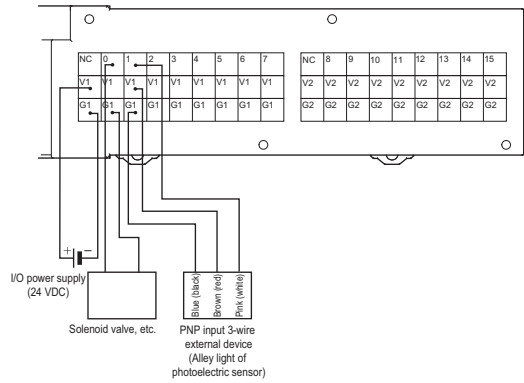 NC 0 1 2 3 4 5 6 7 NC 8 9 10 11 12 13 14 15
V1 V1 V1 V1 V1 V1 V1 V1 V2 V2 V2 V2 V2 V2 V2 V2 V2
G1 G1 G1 G1 G1 G1 G1 G1 G2 G2 G2 G2 G2 G2 G2 G2 G2
+ −
I/O power supply
(24 VDC)
Solenoid valve, etc.
Blue (black)
Brown (red)
Pink (white)
PNP input 3-wire
external device
(Alley light of
photoelectric sensor)